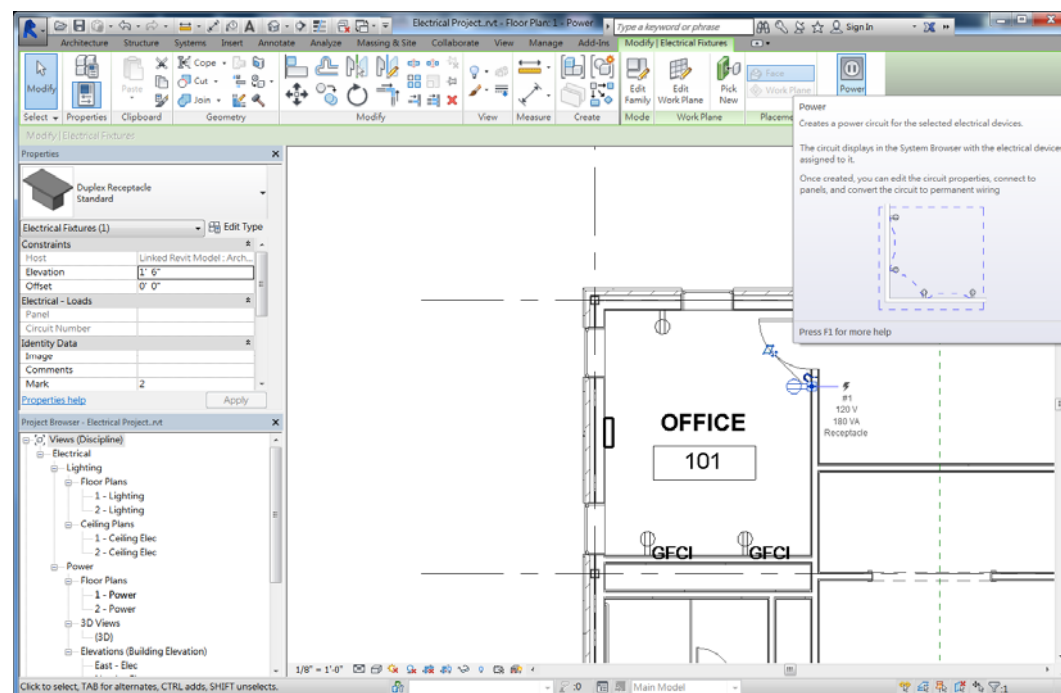 Electrical Project..rvt - Floor Plan: 1 - Power
Type a keyword or phrase
Sign In
Architecture Structure Systems Insert Annotate Analyze Massing & Site Collaborate View Manage Add-Ins Modify | Electrical Fixtures
Modify
Paste
Cope
Cut
Join
Edit Family
Edit Work Plane
Pick New
Face
Work Plane
Power
Select Properties Clipboard Geometry Modify View Measure Create Mode Work Plane Placeme
Modify | Electrical Fixtures
Power
Creates a power circuit for the selected electrical devices.
The circuit displays in the System Browser with the electrical device
assigned to it.
Once created, you can edit the circuit properties, connect to
panels, and convert the circuit to permanent wiring
Press F1 for more help
Properties
Duplex Receptacle
Standard
Electrical Fixtures (1) Edit Type
Constraints
Host Linked Revit Model : Arch...
Elevation 1' 6"
Offset 0' 0"
Electrical - Loads
Panel
Circuit Number
Identity Data
Image
Comments
Mark 2
Properties help Apply
Project Browser - Electrical Project..rvt
Views (Discipline)
Electrical
Lighting
Floor Plans
1 - Lighting
2 - Lighting
Ceiling Plans
1 - Ceiling Elec
2 - Ceiling Elec
Power
Floor Plans
1 - Power
2 - Power
3D Views
(3D)
Elevations (Building Elevation)
East - Elec
OFFICE
101
GFCI GFCI
#1
120 V
180 VA
Receptacle
1/8" = 1'-0"
Click to select, TAB for alternates, CTRL adds, SHIFT unselects.
:0
Main Model
:1